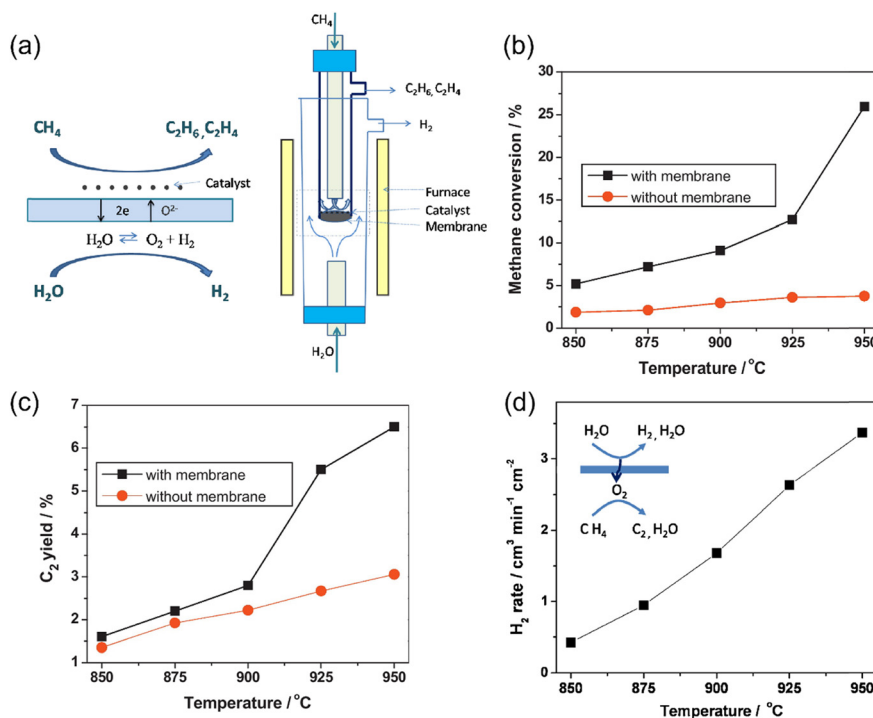 (a)
CH₄
C₂H₆,C₂H₄
Catalyst
2e
O²⁻
H₂O ⇌ O₂ + H₂
H₂O
H₂
CH₄
C₂H₆,C₂H₄
H₂
Furnace
Catalyst
Membrane
H₂O
(b)
Methane conversion / %
30
25
20
15
10
5
0
with membrane
without membrane
850
875
900
925
950
Temperature / °C
(c)
C₂ yield / %
7
6
5
4
3
2
1
with membrane
without membrane
850
875
900
925
950
Temperature / °C
(d)
H₂ rate / cm³ min⁻¹ cm⁻²
3
2
1
0
H₂O
H₂, H₂O
O₂
CH₄
C₂, H₂O
850
875
900
925
950
Temperature / °C